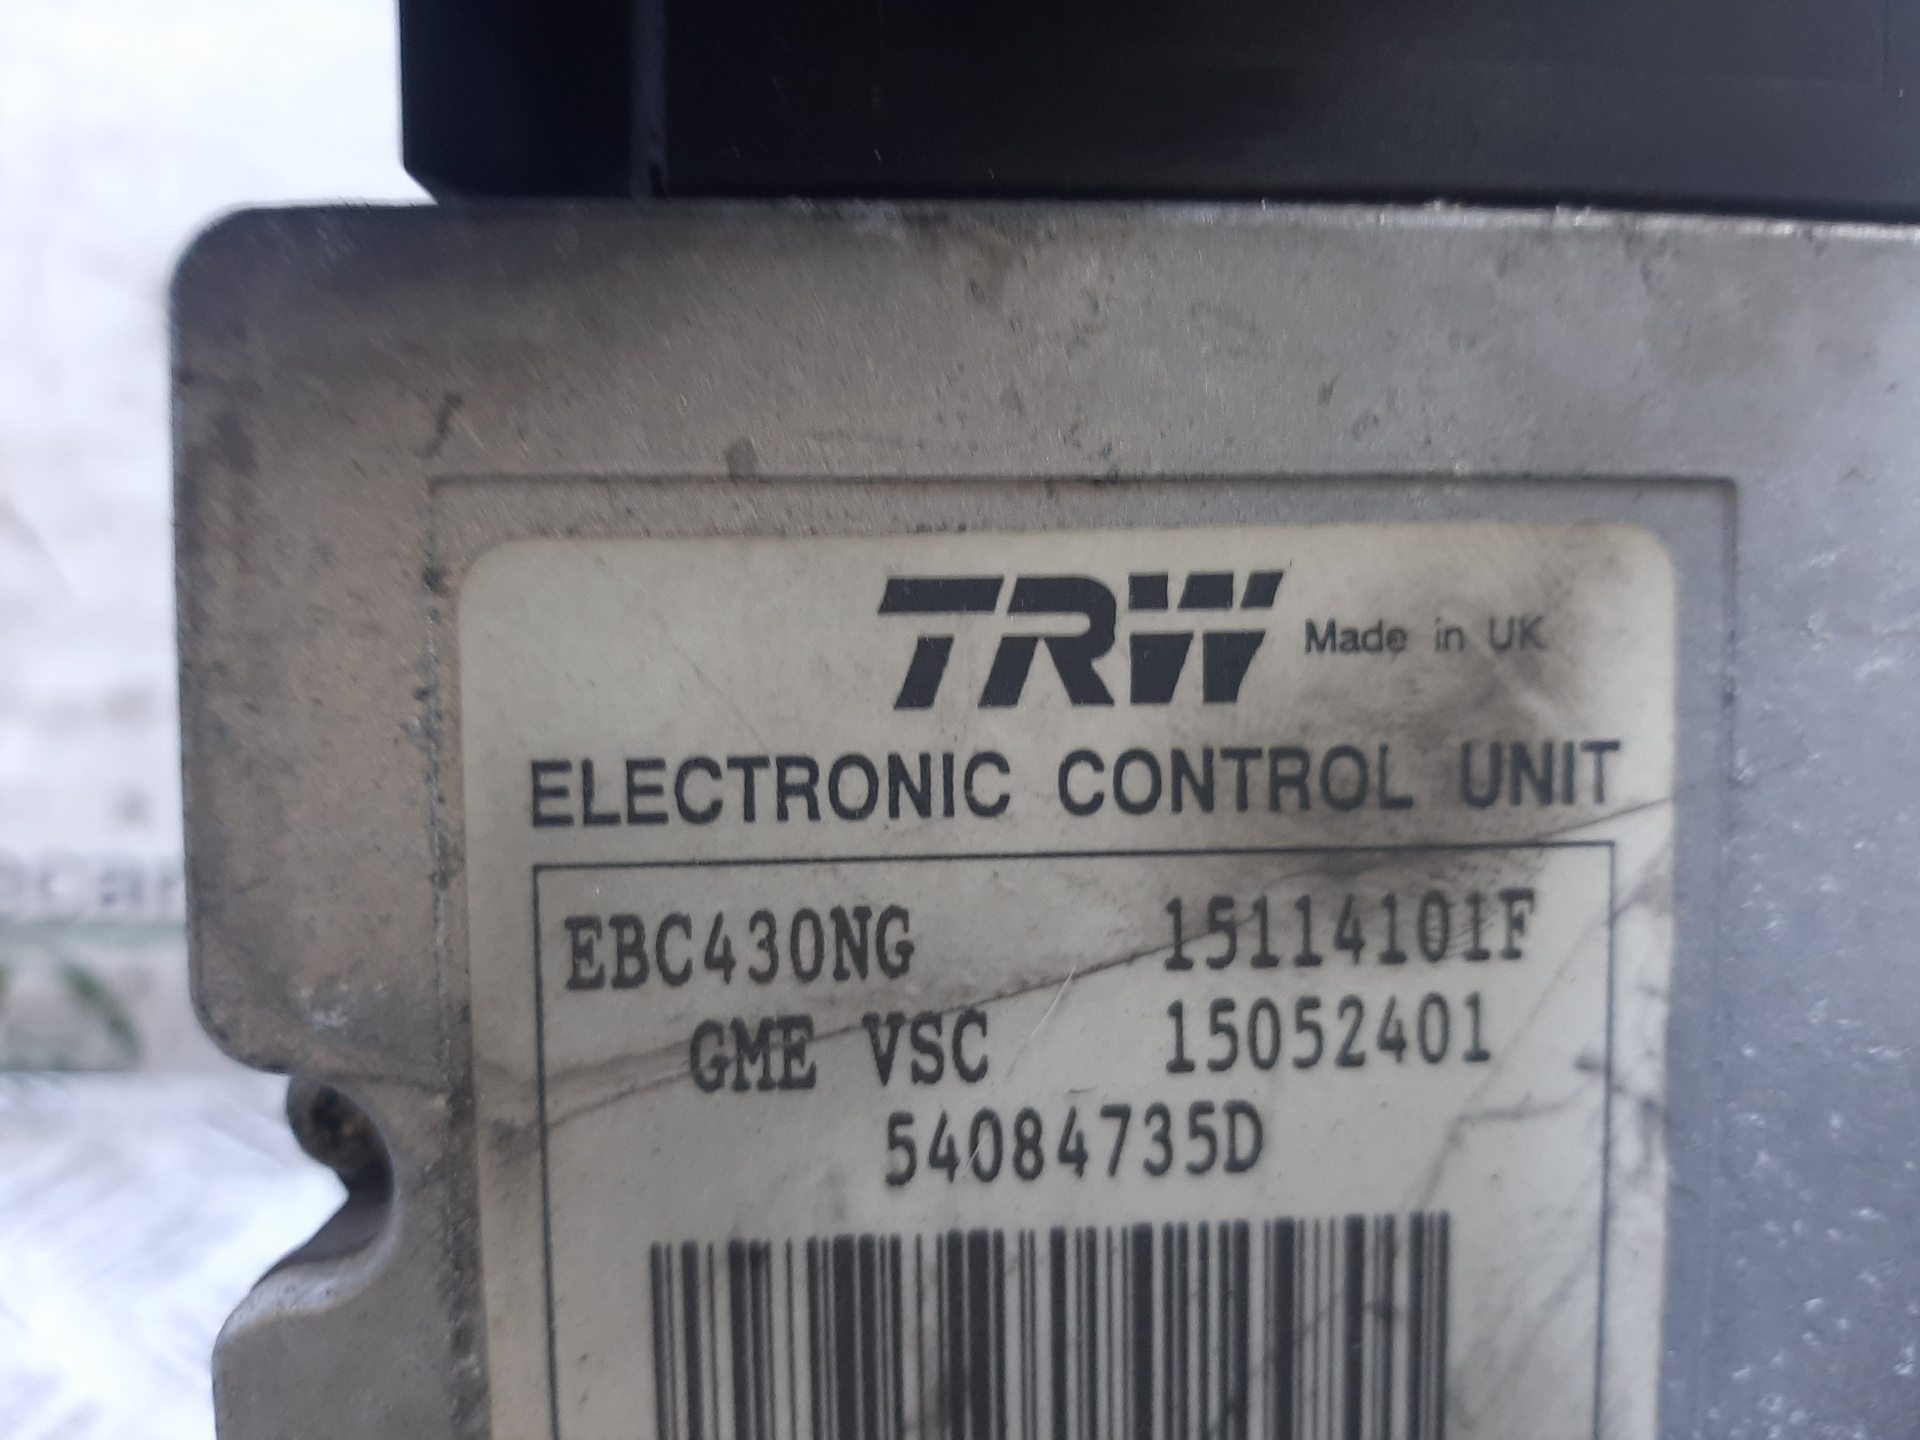 TRW Made in UK
ELECTRONIC CONTROL UNIT
EBC430NG 15114101F
GME VSC 15052401
54084735D